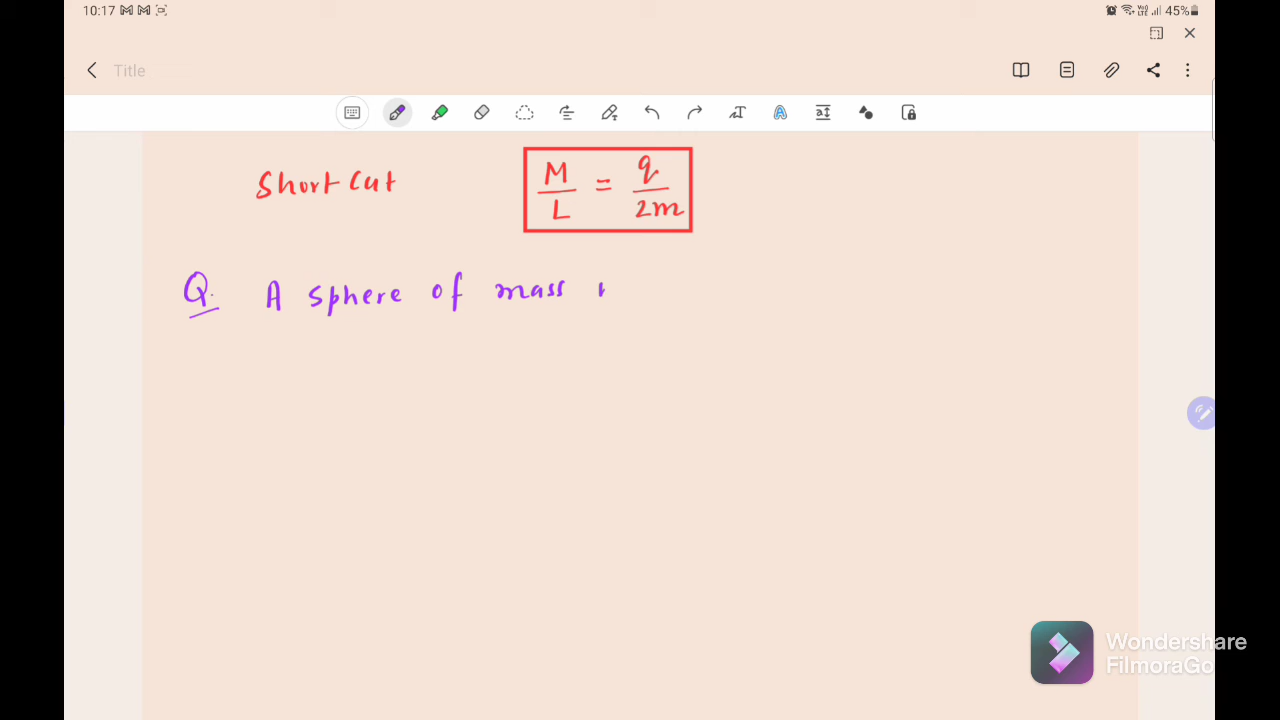 10:17 45%
Title
Short Cut M/L = q/2m
Q. A sphere of mass
Wondershare
FilmoraGo